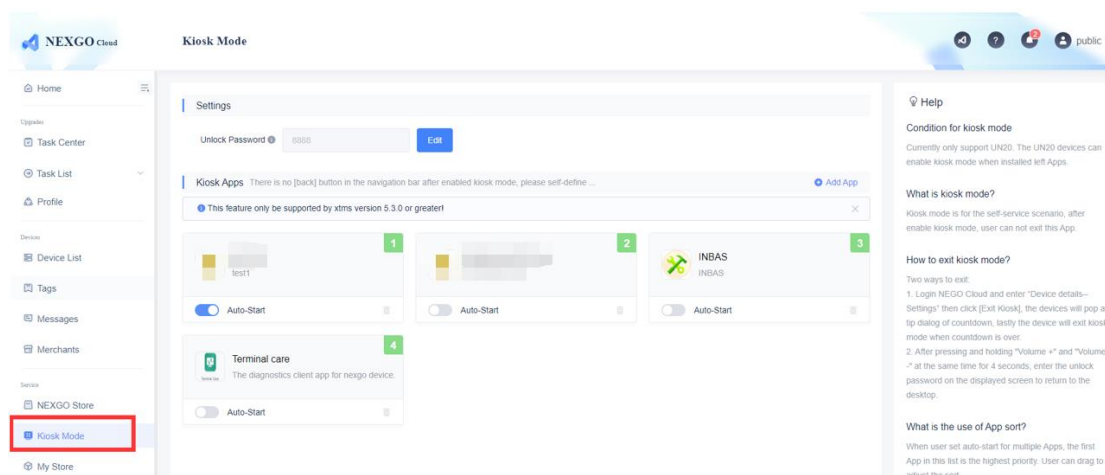 NEXGO Cloud
Kiosk Mode
2
public
Home
Upgrades
Task Center
Task List
Profile
Devices
Device List
Tags
Messages
Merchants
Service
NEXGO Store
Kiosk Mode
My Store
Settings
Unlock Password
8888
Edit
Kiosk Apps There is no [back] button in the navigation bar after enabled kiosk mode, please self-define ...
Add App
This feature only be supported by xtms version 5.3.0 or greater!
1
test1
Auto-Start
2
Auto-Start
3
INBAS
INBAS
Auto-Start
4
Terminal care
The diagnostics client app for nexgo device.
Auto-Start
Help
Condition for kiosk mode
Currently only support UN20. The UN20 devices can
enable kiosk mode when installed left Apps.
What is kiosk mode?
Kiosk mode is for the self-service scenario, after
enable kiosk mode, user can not exit this App.
How to exit kiosk mode?
Two ways to exit:
1. Login NEGO Cloud and enter "Device details--
Settings" then click [Exit Kiosk], the devices will pop a
tip dialog of countdown, lastly the device will exit kiosk
mode when countdown is over.
2. After pressing and holding "Volume +" and "Volume
-" at the same time for 4 seconds, enter the unlock
password on the displayed screen to return to the
desktop.
What is the use of App sort?
When user set auto-start for multiple Apps, the first
App in this list is the highest priority. User can drag to
adjust the sort